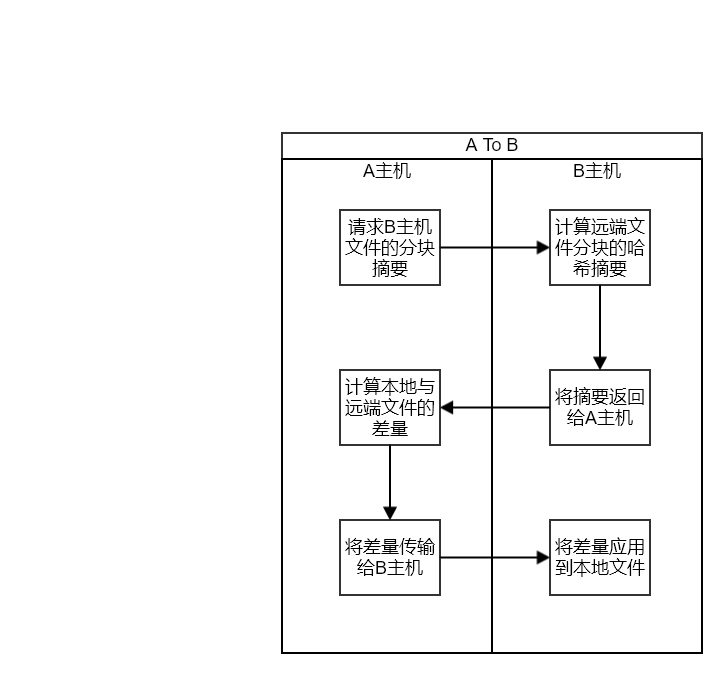 A To B
A主机
B主机
请求B主机
文件的分块
摘要
计算远端文
件分块的哈
希摘要
计算本地与
远端文件的
差量
将摘要返回
给A主机
将差量传输
给B主机
将差量应用
到本地文件